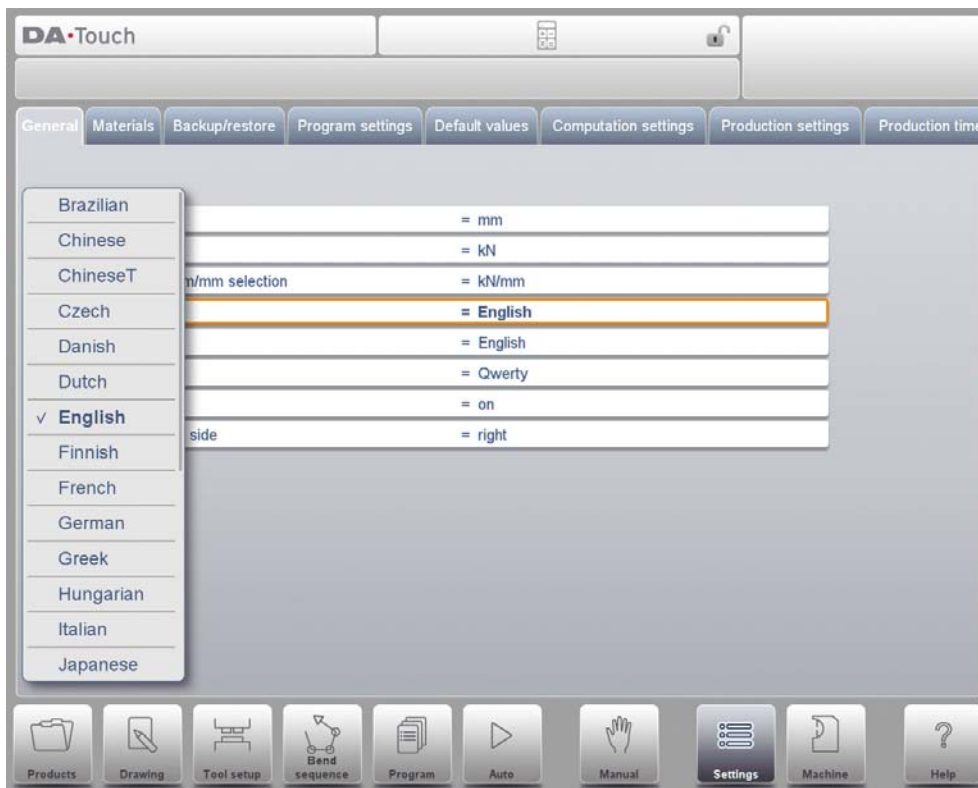 DA·Touch
General Materials Backup/restore Program settings Default values Computation settings Production settings Production time
Brazilian
= mm
Chinese
= kN
ChineseT
m/mm selection = kN/mm
Czech
= English
Danish
= English
Dutch
= Qwerty
✓ English
= on
Finnish
side = right
French
German
Greek
Hungarian
Italian
Japanese
Products Drawing Tool setup Bend sequence Program Auto Manual Settings Machine Help